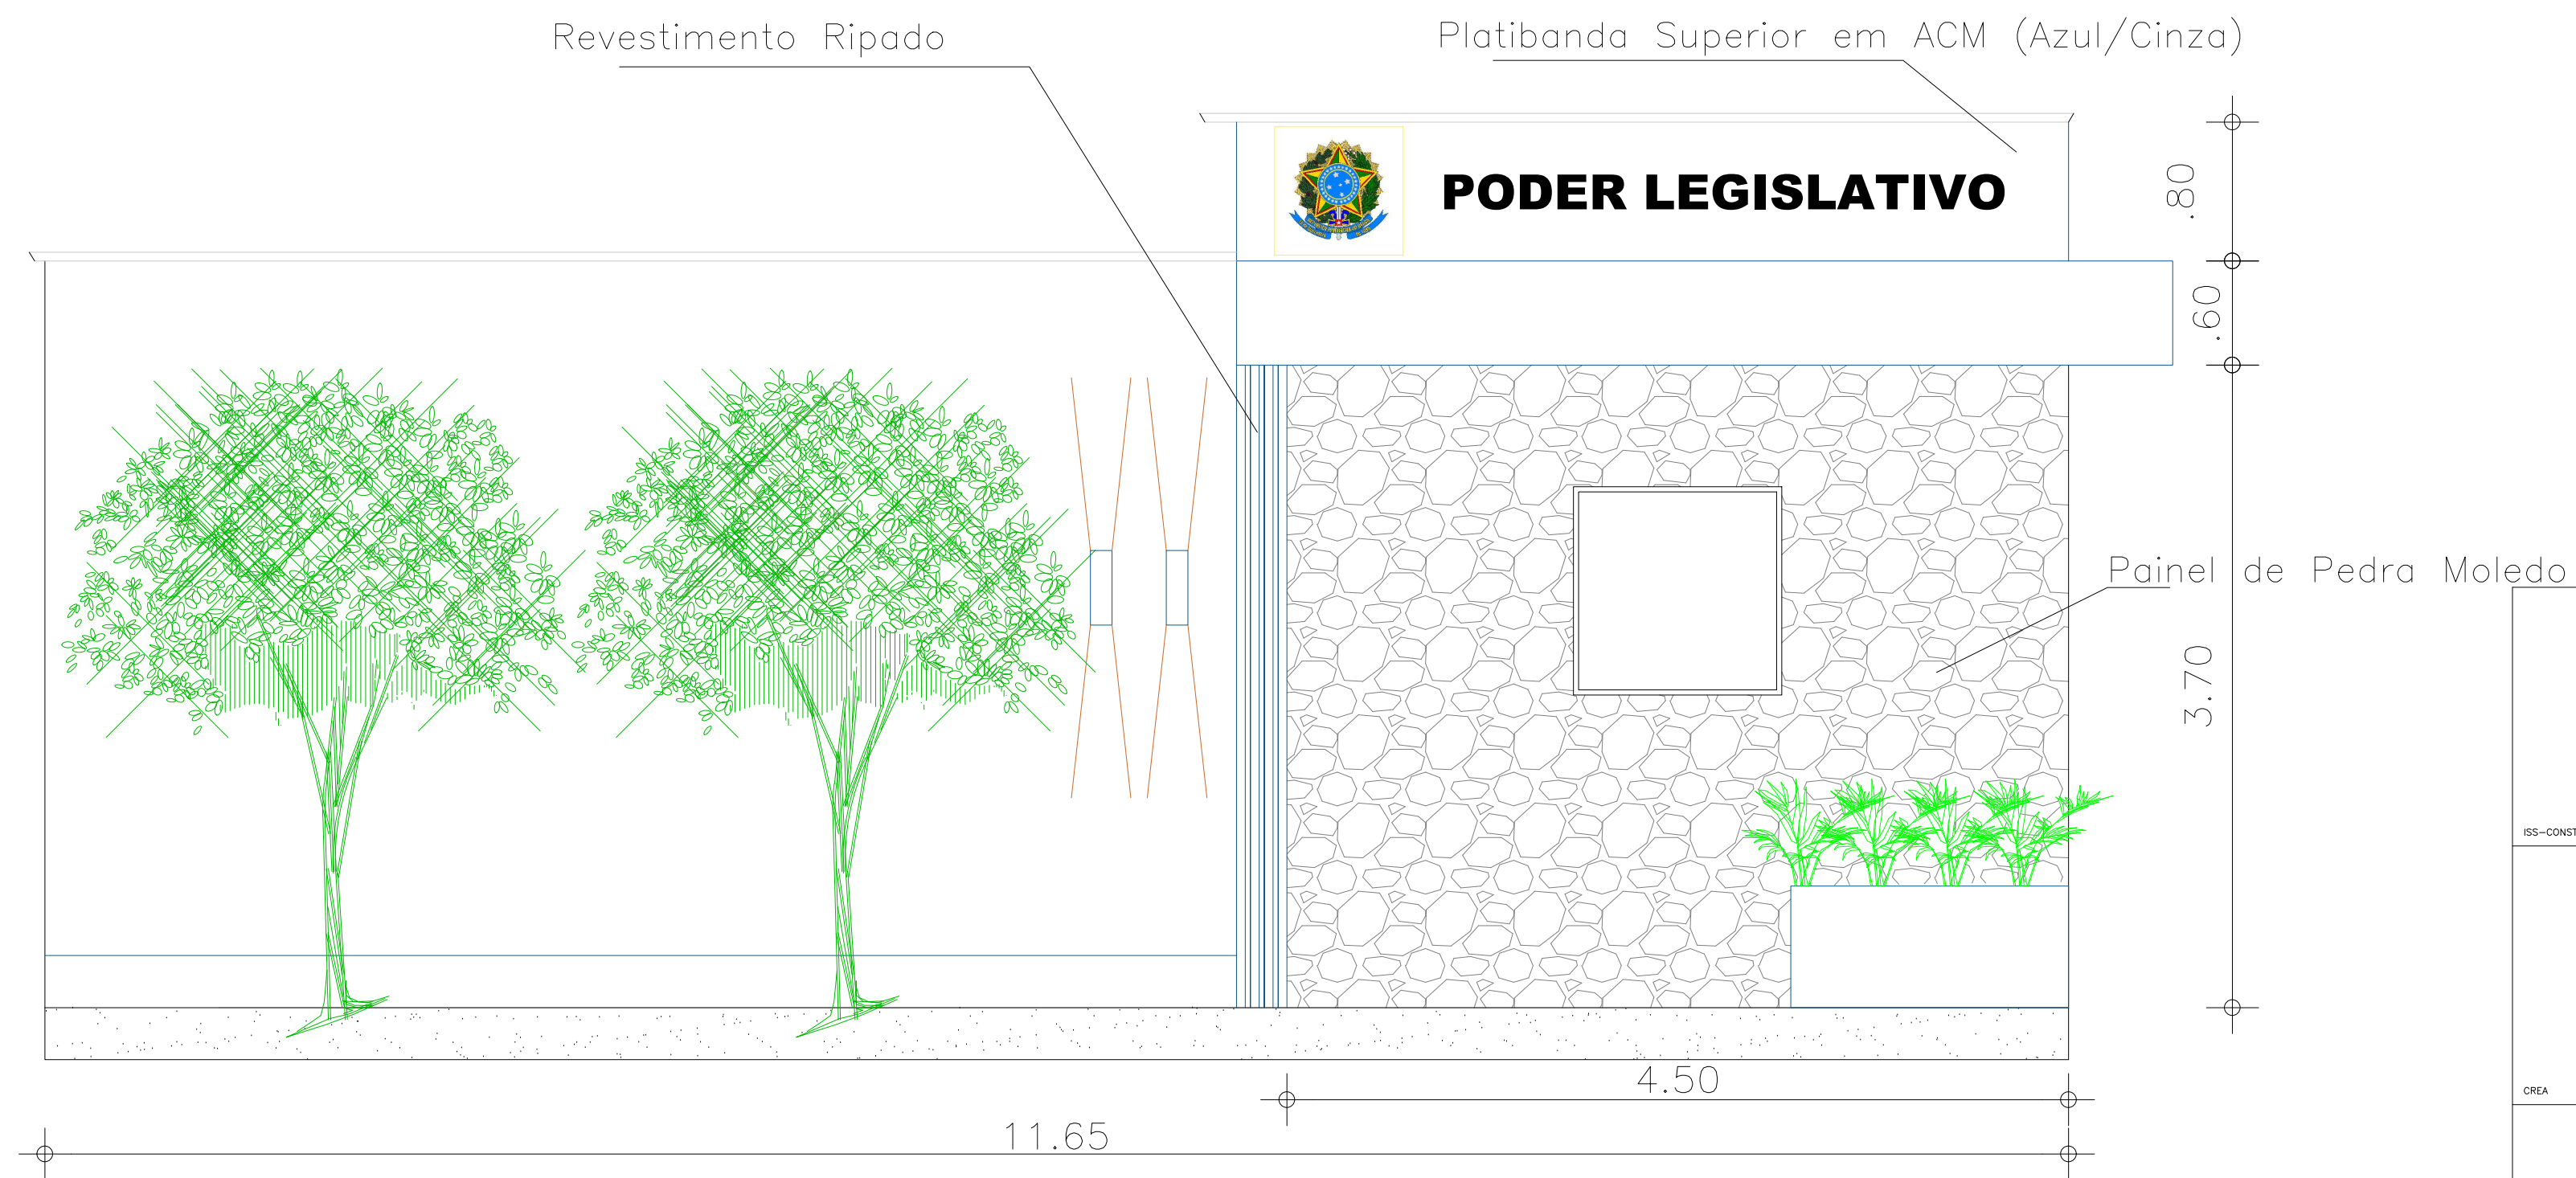 Revestimento Ripado
Platibanda Superior em ACM (Azul/Cinza)
PODER LEGISLATIVO
.80
.60
Painel de Pedra Moledo
3.70
ISS-CONST
CREA
4.50
11.65